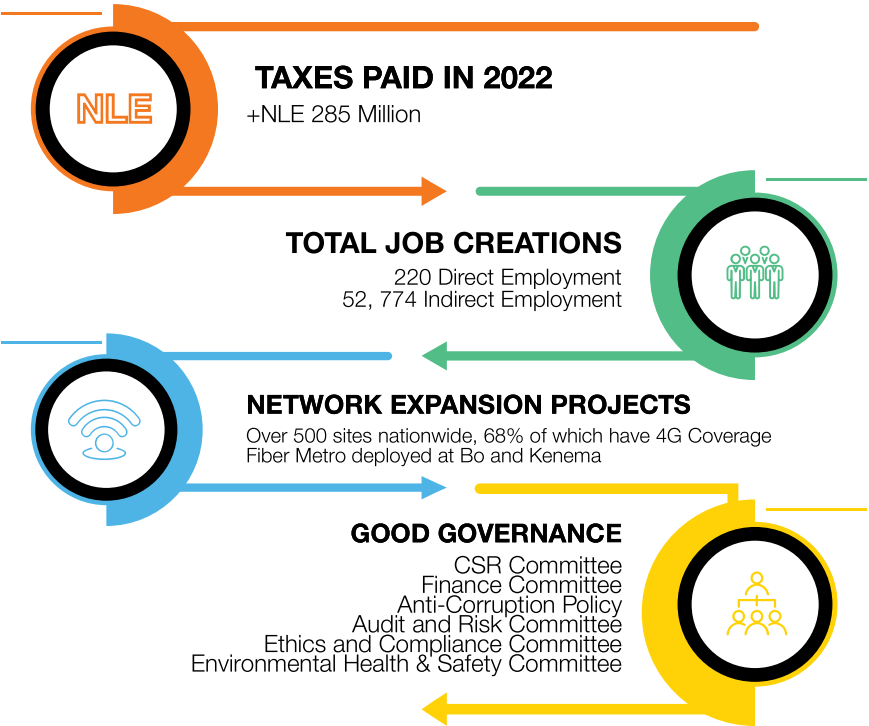 NLE
TAXES PAID IN 2022
+NLE 285 Million
TOTAL JOB CREATIONS
220 Direct Employment
52, 774 Indirect Employment
NETWORK EXPANSION PROJECTS
Over 500 sites nationwide, 68% of which have 4G Coverage
Fiber Metro deployed at Bo and Kenema
GOOD GOVERNANCE
CSR Committee
Finance Committee
Anti-Corruption Policy
Audit and Risk Committee
Ethics and Compliance Committee
Environmental Health & Safety Committee